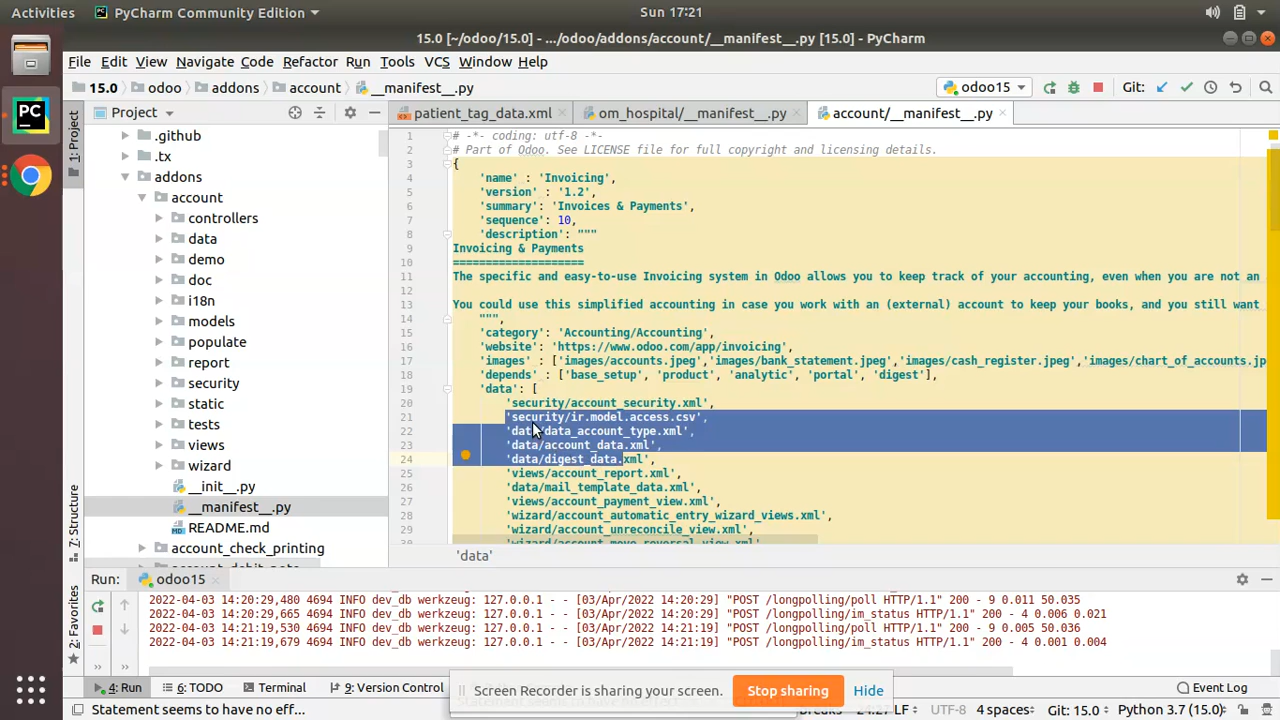 Activities PyCharm Community Edition Sun 17:21
15.0 [~/odoo/15.0] - .../odoo/addons/account/__manifest__.py [15.0] - PyCharm
File Edit View Navigate Code Refactor Run Tools VCS Window Help
15.0 odoo addons account __manifest__.py odoo15 Git:
Project patient_tag_data.xml om_hospital/__manifest__.py account/__manifest__.py
1: Project
.github
.tx
addons
account
controllers
data
demo
doc
i18n
models
populate
report
security
static
tests
views
wizard
__init__.py
__manifest__.py
README.md
account_check_printing
7: Structure
2: Favorites
1 # -*- coding: utf-8 -*-
2 # Part of Odoo. See LICENSE file for full copyright and licensing details.
3 {
4 'name' : 'Invoicing',
5 'version' : '1.2',
6 'summary': 'Invoices & Payments',
7 'sequence': 10,
8 'description': """
9 Invoicing & Payments
10 ====================
11 The specific and easy-to-use Invoicing system in Odoo allows you to keep track of your accounting, even when you are not an
12
13 You could use this simplified accounting in case you work with an (external) account to keep your books, and you still want
14 """,
15 'category': 'Accounting/Accounting',
16 'website': 'https://www.odoo.com/app/invoicing',
17 'images' : ['images/accounts.jpeg','images/bank_statement.jpeg','images/cash_register.jpeg','images/chart_of_accounts.jp
18 'depends' : ['base_setup', 'product', 'analytic', 'portal', 'digest'],
19 'data': [
20 'security/account_security.xml',
21 'security/ir.model.access.csv',
22 'data/data_account_type.xml',
23 'data/account_data.xml',
24 'data/digest_data.xml',
25 'views/account_report.xml',
26 'data/mail_template_data.xml',
27 'views/account_payment_view.xml',
28 'wizard/account_automatic_entry_wizard_views.xml',
29 'wizard/account_unreconcile_view.xml',
30 'wizard/account_move_reversal_view.xml'
'data'
Run: odoo15
2022-04-03 14:20:29,480 4694 INFO dev_db werkzeug: 127.0.0.1 - - [03/Apr/2022 14:20:29] "POST /longpolling/poll HTTP/1.1" 200 - 9 0.011 50.035
2022-04-03 14:20:29,665 4694 INFO dev_db werkzeug: 127.0.0.1 - - [03/Apr/2022 14:20:29] "POST /longpolling/im_status HTTP/1.1" 200 - 4 0.006 0.021
2022-04-03 14:21:19,530 4694 INFO dev_db werkzeug: 127.0.0.1 - - [03/Apr/2022 14:21:19] "POST /longpolling/poll HTTP/1.1" 200 - 9 0.005 50.036
2022-04-03 14:21:19,679 4694 INFO dev_db werkzeug: 127.0.0.1 - - [03/Apr/2022 14:21:19] "POST /longpolling/im_status HTTP/1.1" 200 - 4 0.001 0.004
4: Run 6: TODO Terminal 9: Version Control Event Log
Screen Recorder is sharing your screen. Stop sharing Hide
Statement seems to have no eff... 24:27 LF UTF-8 4 spaces Git: 15.0 Python 3.7 (15.0)